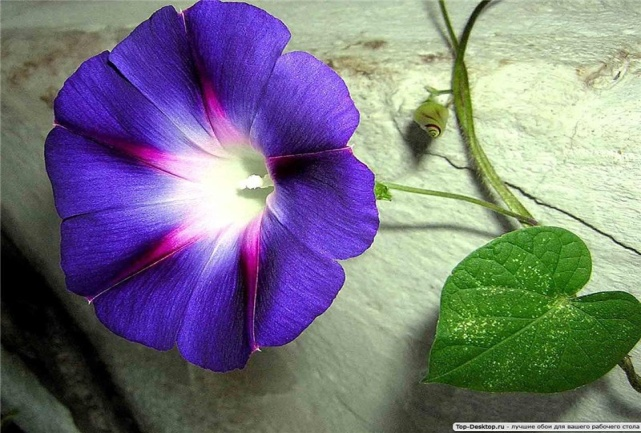 Top-Desktop.ru - лучшие обои для вашего рабочего стола